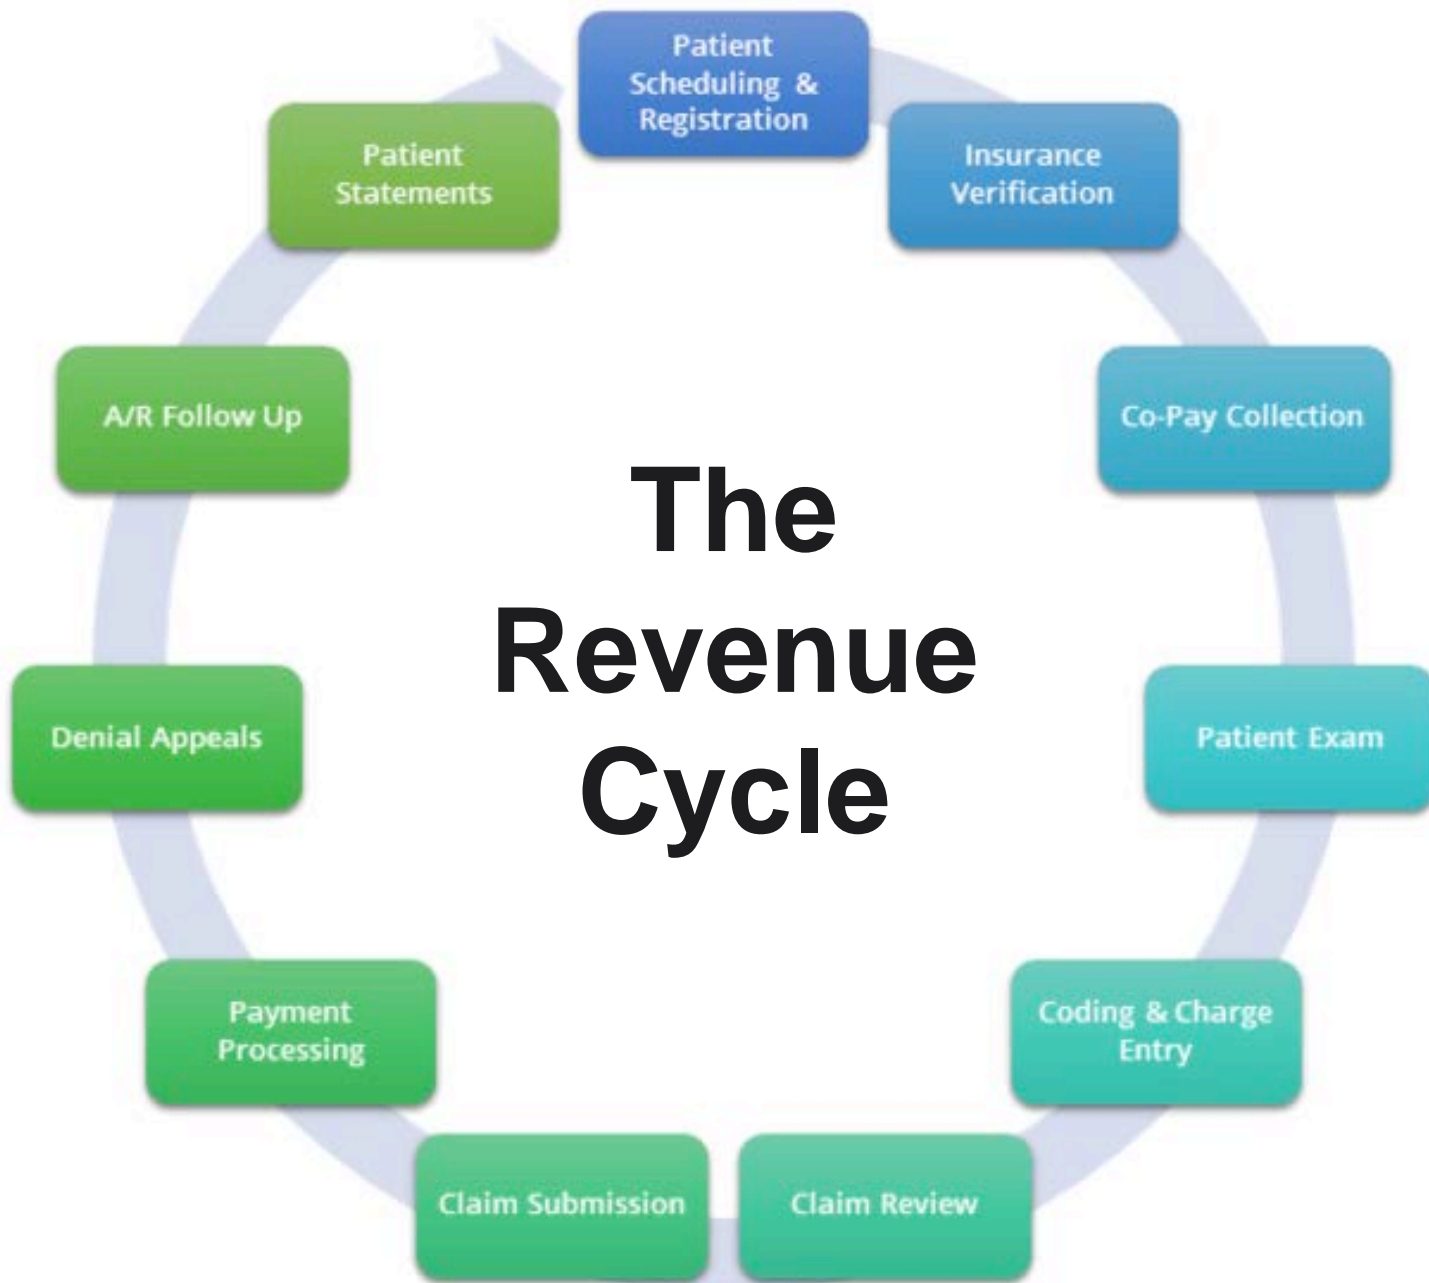 Patient
Scheduling & 
Registration
Insurance
Verification
Co-Pay Collection
Patient Exam
Coding & Charge
Entry
Claim Review
Claim Submission
Payment
Processing
Denial Appeals
A/R Follow Up
Patient
Statements
The
Revenue
Cycle